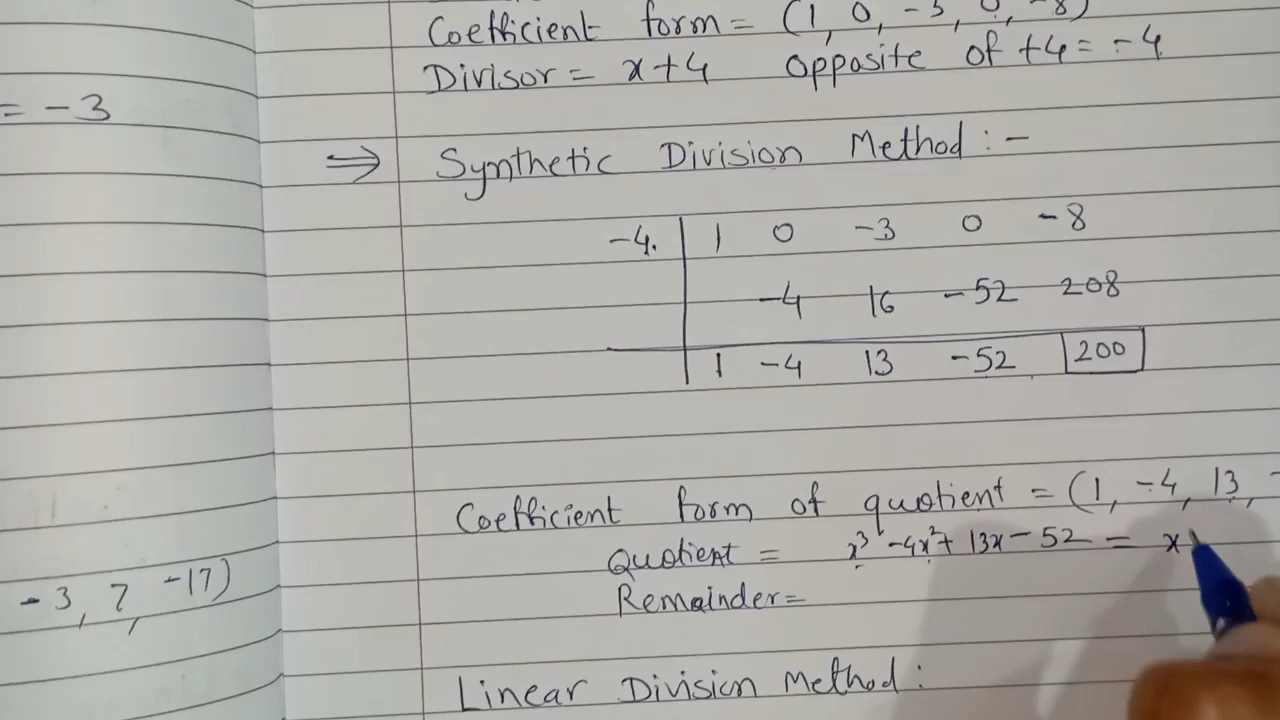 = -3
- 3, 7, -17)
Coefficient form = (1, 0, -3, 0, -8)
Divisor = x+4 opposite of +4 = -4
⇒ Synthetic Division Method :-
-4. 1 0 -3 0 -8
-4 16 -52 208
1 -4 13 -52 200
Coefficient form of quotient = (1, -4, 13, -
Quotient = x³ -4x²+ 13x - 52 = x
Remainder =
Linear Division Method :